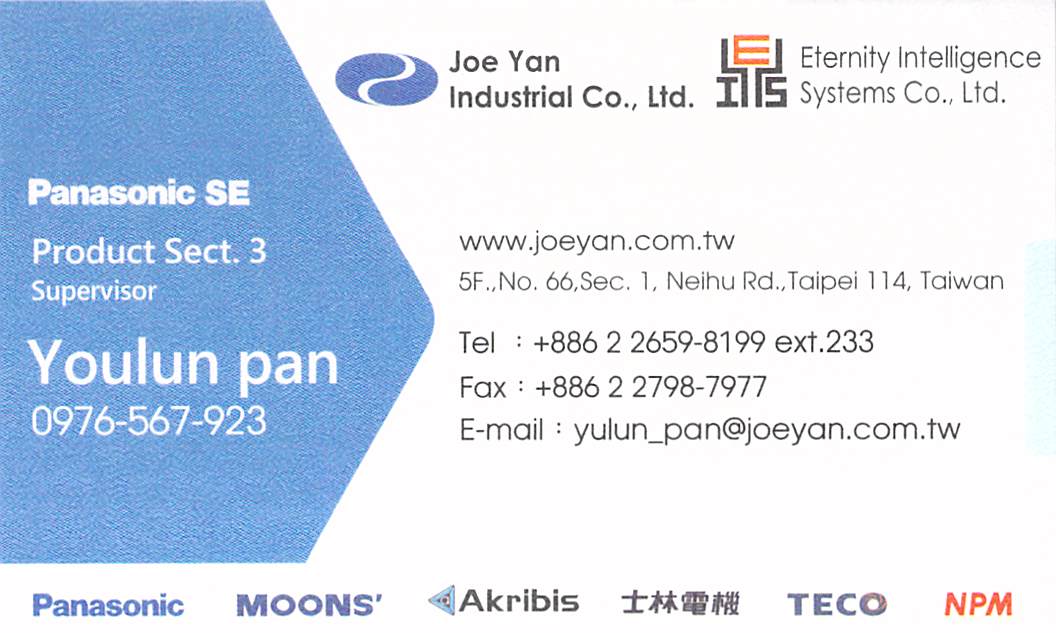 Joe Yan
Industrial Co., Ltd.
EITS
Eternity Intelligence
Systems Co., Ltd.
Panasonic SE
Product Sect. 3
Supervisor
Youlun pan
0976-567-923
www.joeyan.com.tw
5F.,No. 66,Sec. 1, Neihu Rd.,Taipei 114, Taiwan
Tel : +886 2 2659-8199 ext.233
Fax : +886 2 2798-7977
E-mail : yulun_pan@joeyan.com.tw
Panasonic MOONS' Akribis 士林電機 TECO NPM